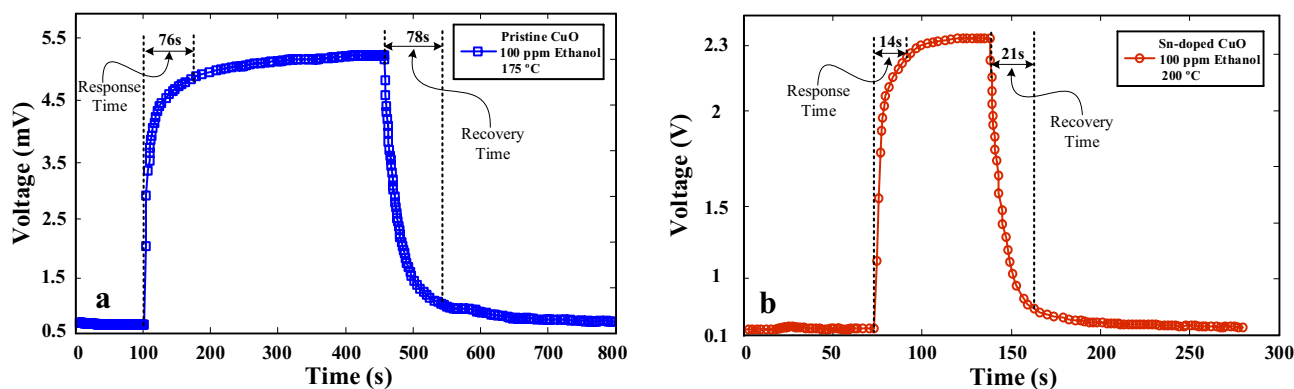 5.5
4.5
3.5
2.5
1.5
0.5
Voltage (mV)
76s
Response
Time
78s
Recovery
Time
Pristine CuO
100 ppm Ethanol
175 ºC
a
0 100 200 300 400 500 600 700 800
Time (s)
2.3
2
1.5
1
0.1
Voltage (V)
14s
Response
Time
21s
Recovery
Time
Sn-doped CuO
100 ppm Ethanol
200 ºC
b
0 50 100 150 200 250 300
Time (s)